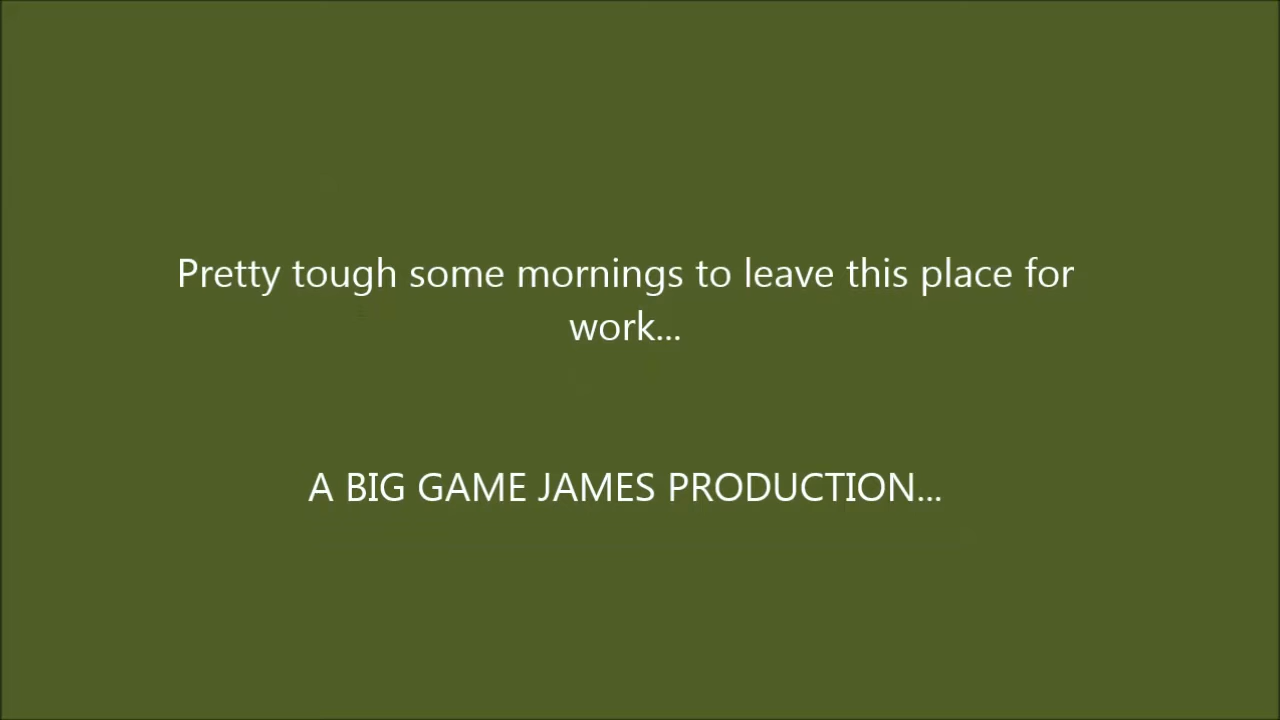 Pretty tough some mornings to leave this place for
work...
A BIG GAME JAMES PRODUCTION...